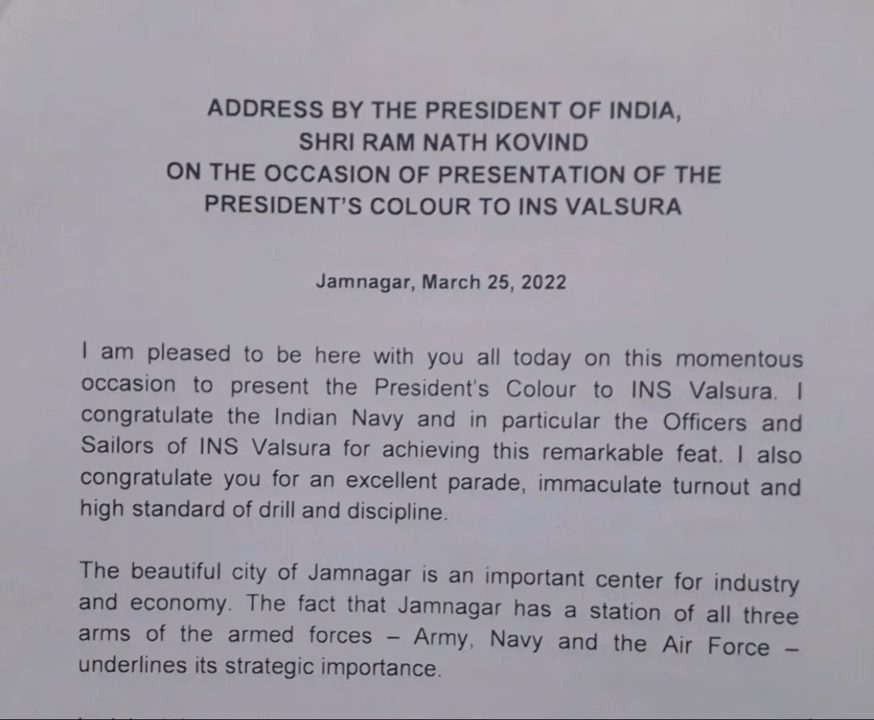 ADDRESS BY THE PRESIDENT OF INDIA,
SHRI RAM NATH KOVIND
ON THE OCCASION OF PRESENTATION OF THE
PRESIDENT'S COLOUR TO INS VALSURA
Jamnagar, March 25, 2022
I am pleased to be here with you all today on this momentous
occasion to present the President's Colour to INS Valsura. I
congratulate the Indian Navy and in particular the Officers and
Sailors of INS Valsura for achieving this remarkable feat. I also
congratulate you for an excellent parade, immaculate turnout and
high standard of drill and discipline.
The beautiful city of Jamnagar is an important center for industry
and economy. The fact that Jamnagar has a station of all three
arms of the armed forces – Army, Navy and the Air Force –
underlines its strategic importance.